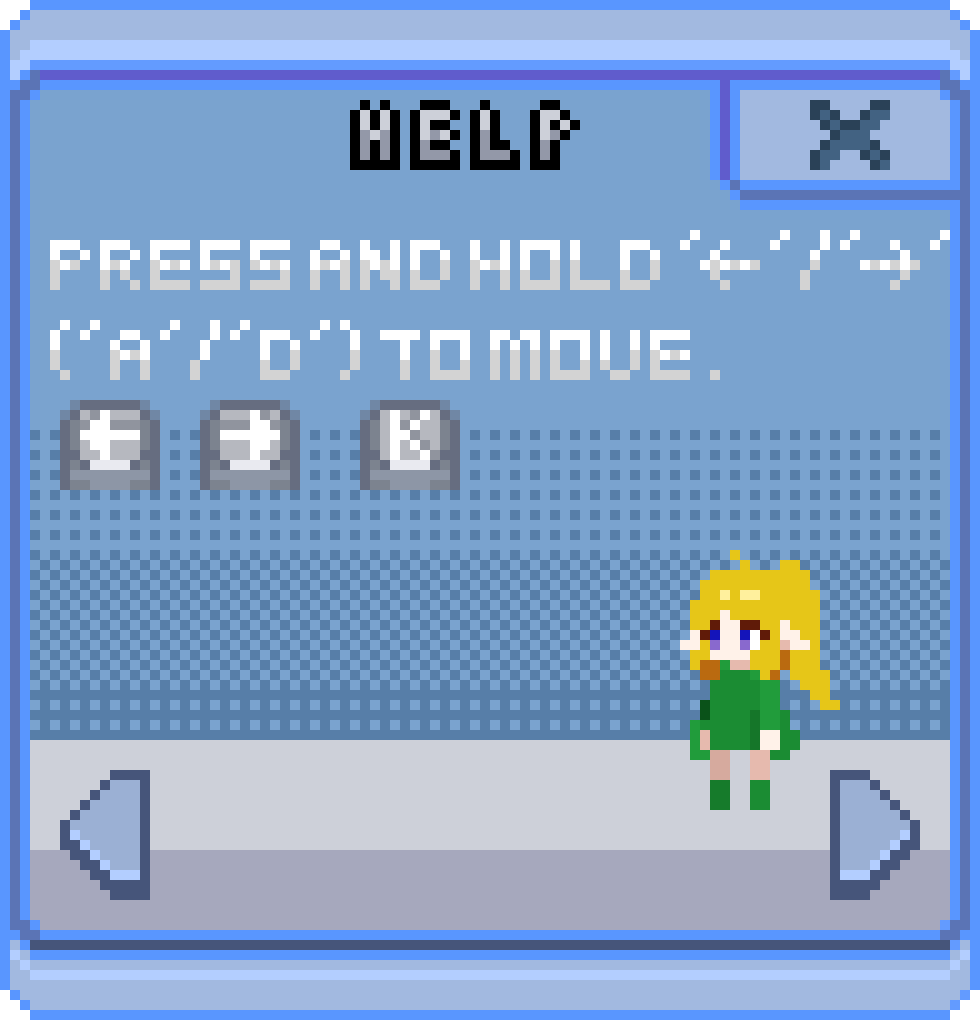 HELP
PRESS AND HOLD '←'/'→'
('A'/'D') TO MOVE.
← → K